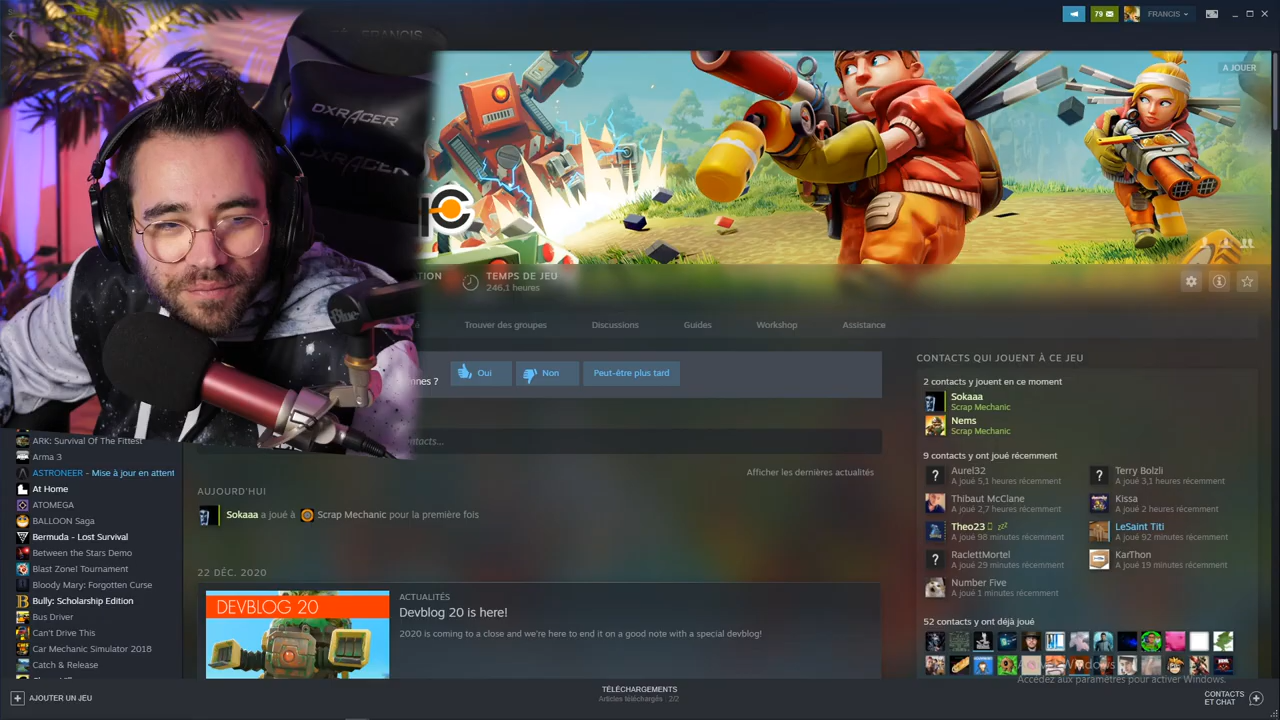 79
FRANCIS
FRANCIS
DXRACER
DXRACER
A JOUER
TEMPS DE JEU
246,1 heures
Trouver des groupes
Discussions
Guides
Workshop
Assistance
CONTACTS QUI JOUENT À CE JEU
Oui
Non
Peut-être plus tard
2 contacts y jouent en ce moment
Sokaaa
Scrap Mechanic
Nems
Scrap Mechanic
Blue
9 contacts y ont joué récemment
Aurel32
A joué 5,1 heures récemment
Terry Bolzli
A joué 3,1 heures récemment
Thibaut McClane
A joué 2,7 heures récemment
Kissa
A joué 2 heures récemment
Theo23
A joué 98 minutes récemment
LeSaint Titi
A joué 92 minutes récemment
RaclettMortel
A joué 29 minutes récemment
KarThon
A joué 19 minutes récemment
Number Five
A joué 1 minutes récemment
52 contacts y ont déjà joué
ARK: Survival Of The Fittest
Arma 3
ASTRONEER - Mise à jour en attent
At Home
ATOMEGA
BALLOON Saga
Bermuda - Lost Survival
Between the Stars Demo
Blast Zone! Tournament
Bloody Mary: Forgotten Curse
Bully: Scholarship Edition
Bus Driver
Can't Drive This
Car Mechanic Simulator 2018
Catch & Release
Afficher les dernières actualités
AUJOURD'HUI
Sokaaa a joué à Scrap Mechanic pour la première fois
22 DÉC. 2020
DEVBLOG 20
ACTUALITÉS
Devblog 20 is here!
2020 is coming to a close and we're here to end it on a good note with a special devblog!
Accédez aux paramètres pour activer Windows.
AJOUTER UN JEU
TÉLÉCHARGEMENTS
Articles téléchargés : 2/2
CONTACTS
ET CHAT